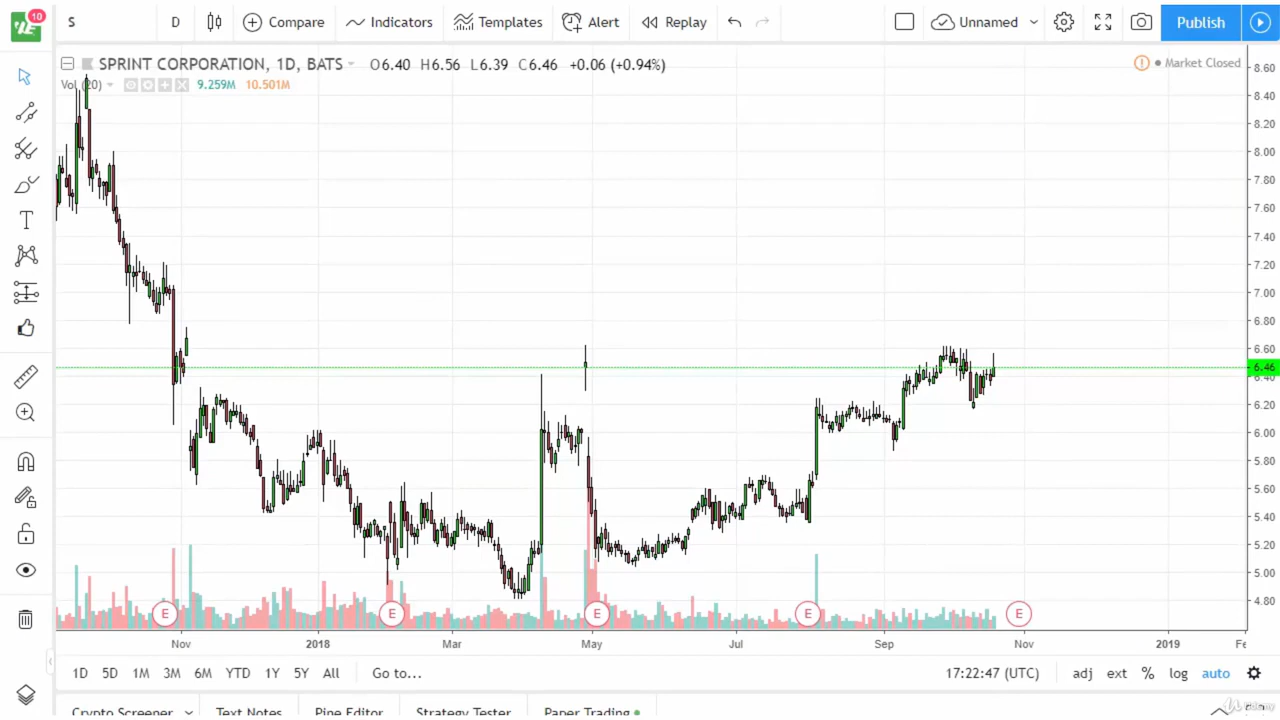 10
S
D
Compare
Indicators
Templates
Alert
Replay
Unnamed
Publish
SPRINT CORPORATION, 1D, BATS
O6.40 H6.56 L6.39 C6.46 +0.06 (+0.94%)
Market Closed
Vol (20)
9.259M 10.501M
8.60
8.40
8.20
8.00
7.80
7.60
7.40
7.20
7.00
6.80
6.60
6.46
6.40
6.20
6.00
5.80
5.60
5.40
5.20
5.00
4.80
E E E E E
Nov 2018 Mar May Jul Sep Nov 2019 Fe
1D 5D 1M 3M 6M YTD 1Y 5Y All Go to... 17:22:47 (UTC) adj ext % log auto
Crypto Screener Text Notes Pine Editor Strategy Tester Paper Trading